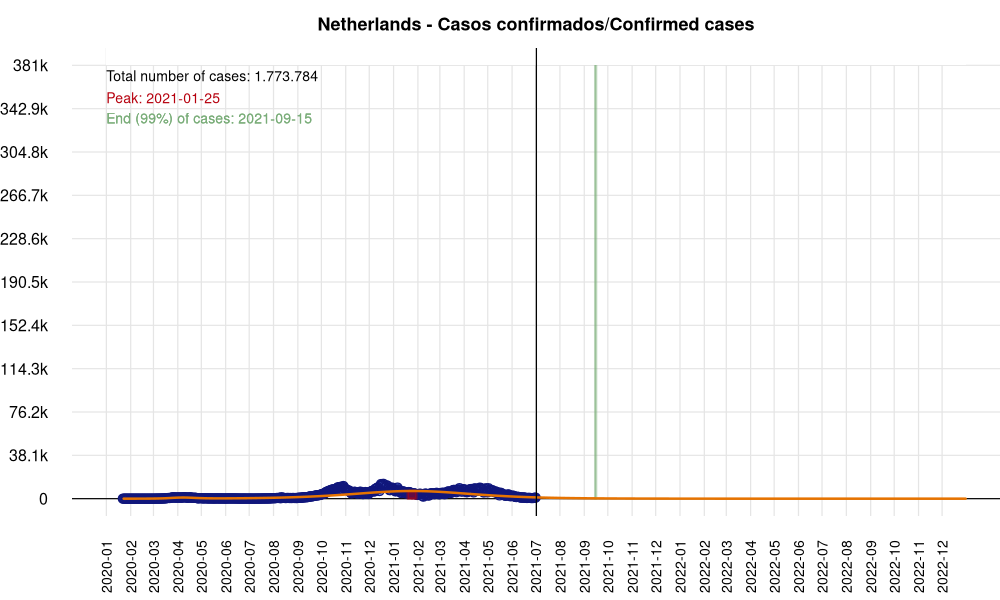 Netherlands - Casos confirmados/Confirmed cases
381k
342.9k
304.8k
266.7k
228.6k
190.5k
152.4k
114.3k
76.2k
38.1k
0
Total number of cases: 1.773.784
Peak: 2021-01-25
End (99%) of cases: 2021-09-15
2020-01
2020-02
2020-03
2020-04
2020-05
2020-06
2020-07
2020-08
2020-09
2020-10
2020-11
2020-12
2021-01
2021-02
2021-03
2021-04
2021-05
2021-06
2021-07
2021-08
2021-09
2021-10
2021-11
2021-12
2022-01
2022-02
2022-03
2022-04
2022-05
2022-06
2022-07
2022-08
2022-09
2022-10
2022-11
2022-12